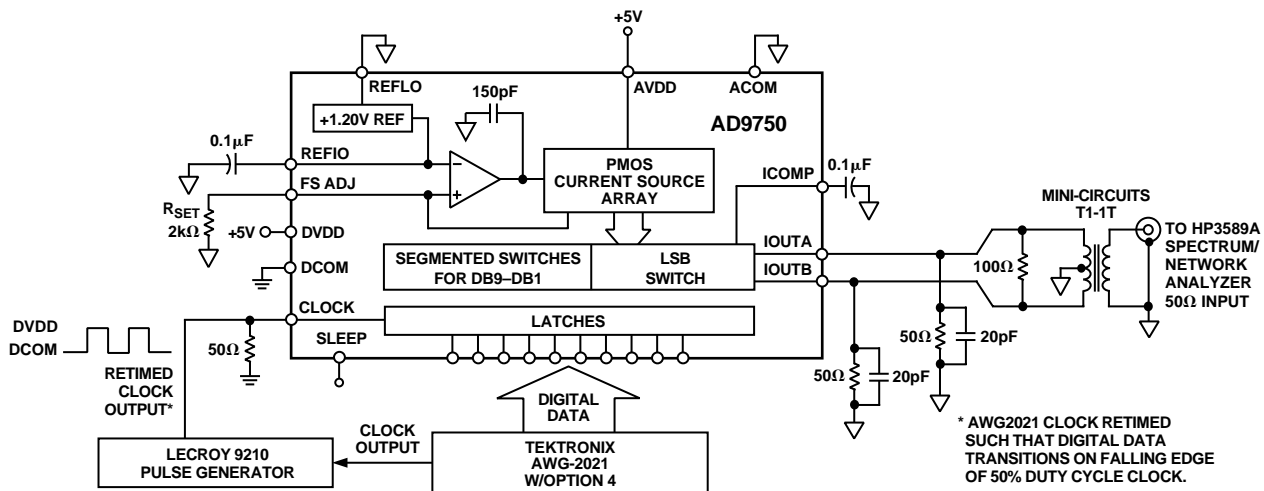 +5V
REFLO
AVDD
ACOM
150pF
+1.20V REF
AD9750
0.1μF
REFIO
PMOS
CURRENT SOURCE
ARRAY
ICOMP
0.1μF
FS ADJ
RSET
2kΩ
+5V
DVDD
DCOM
SEGMENTED SWITCHES
FOR DB9–DB1
LSB
SWITCH
IOUTA
IOUTB
MINI-CIRCUITS
T1-1T
100Ω
TO HP3589A
SPECTRUM/
NETWORK
ANALYZER
50Ω INPUT
CLOCK
LATCHES
DVDD
DCOM
50Ω
SLEEP
50Ω
20pF
50Ω
20pF
RETIMED
CLOCK
OUTPUT*
DIGITAL
DATA
CLOCK
OUTPUT
LECROY 9210
PULSE GENERATOR
TEKTRONIX
AWG-2021
W/OPTION 4
* AWG2021 CLOCK RETIMED
SUCH THAT DIGITAL DATA
TRANSITIONS ON FALLING EDGE
OF 50% DUTY CYCLE CLOCK.